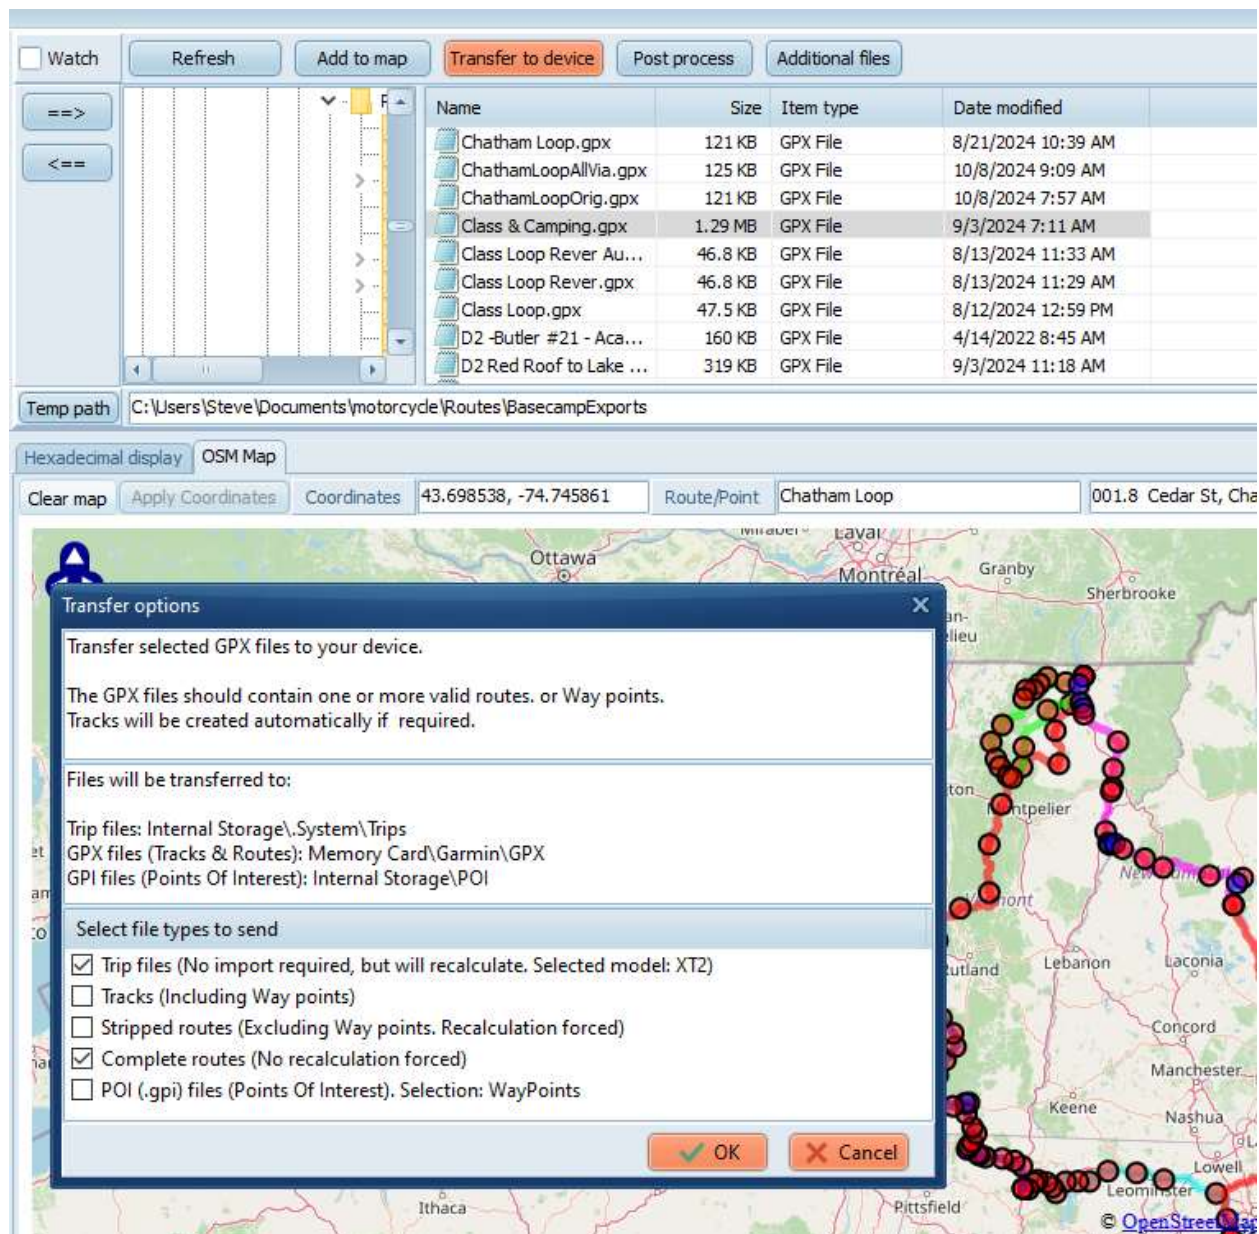 Watch
Refresh
Add to map
Transfer to device
Post process
Additional files
==>
<==
Name Size Item type Date modified
Chatham Loop.gpx 121 KB GPX File 8/21/2024 10:39 AM
ChathamLoopAllVia.gpx 125 KB GPX File 10/8/2024 9:09 AM
ChathamLoopOrig.gpx 121 KB GPX File 10/8/2024 7:57 AM
Class & Camping.gpx 1.29 MB GPX File 9/3/2024 7:11 AM
Class Loop Rever Au... 46.8 KB GPX File 8/13/2024 11:33 AM
Class Loop Rever.gpx 46.8 KB GPX File 8/13/2024 11:29 AM
Class Loop.gpx 47.5 KB GPX File 8/12/2024 12:59 PM
D2 -Butler #21 - Aca... 160 KB GPX File 4/14/2022 8:45 AM
D2 Red Roof to Lake ... 319 KB GPX File 9/3/2024 11:18 AM
Temp path C:\Users\Steve\Documents\motorcycle\Routes\BasecampExports
Hexadecimal display OSM Map
Clear map Apply Coordinates Coordinates 43.698538, -74.745861 Route/Point Chatham Loop 001.8 Cedar St, Cha
Laval
Ottawa
Montréal
Granby
Sherbrooke
Transfer options
Transfer selected GPX files to your device.
The GPX files should contain one or more valid routes. or Way points.
Tracks will be created automatically if required.
Files will be transferred to:
Trip files: Internal Storage\.System\Trips
GPX files (Tracks & Routes): Memory Card\Garmin\GPX
GPI files (Points Of Interest): Internal Storage\POI
Select file types to send
Trip files (No import required, but will recalculate. Selected model: XT2)
Tracks (Including Way points)
Stripped routes (Excluding Way points. Recalculation forced)
Complete routes (No recalculation forced)
POI (.gpi) files (Points Of Interest). Selection: WayPoints
OK
Cancel
ntpelier
mont
utland
Lebanon
Laconia
Concord
Manchester
Keene
Nashua
Lowell
Leominster
Pittsfield
Ithaca
© OpenStreetMap